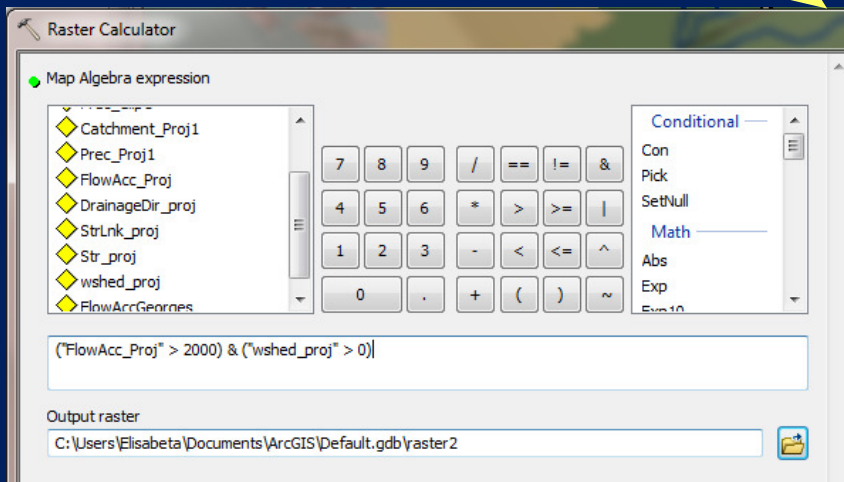 Raster Calculator
Map Algebra expression
Catchment_Proj1
Prec_Proj1
FlowAcc_Proj
DrainageDir_proj
StrLnk_proj
Str_proj
wshed_proj
FlowAccGeorges
7 8 9 / == != &
4 5 6 * > >= |
1 2 3 - < <= ^
0 . + ( ) ~
Conditional
Con
Pick
SetNull
Math
Abs
Exp
Exp10
("FlowAcc_Proj" > 2000) & ("wshed_proj" > 0)
Output raster
C:\Users\Elisabeta\Documents\ArcGIS\Default.gdb\raster2